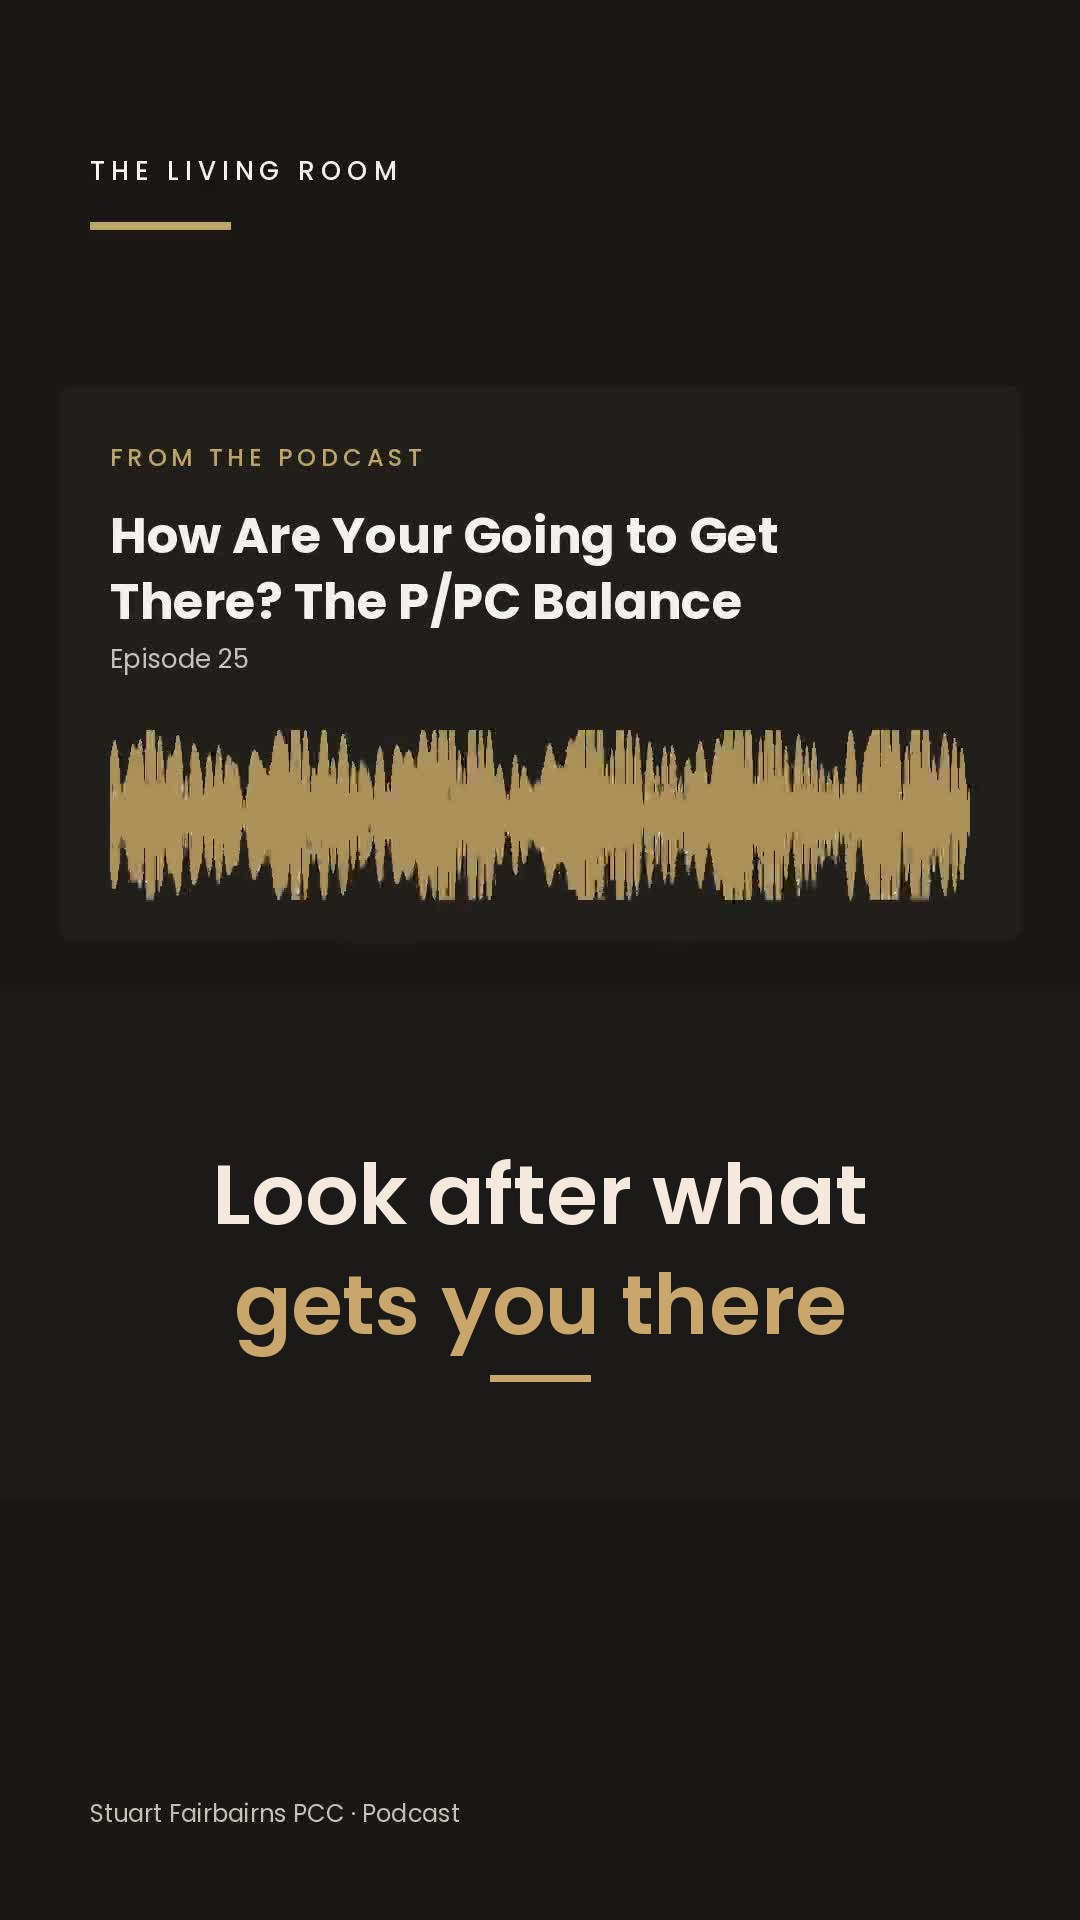 THE LIVING ROOM
FROM THE PODCAST
How Are Your Going to Get
There? The P/PC Balance
Episode 25
Look after what
gets you there
Stuart Fairbairns PCC · Podcast